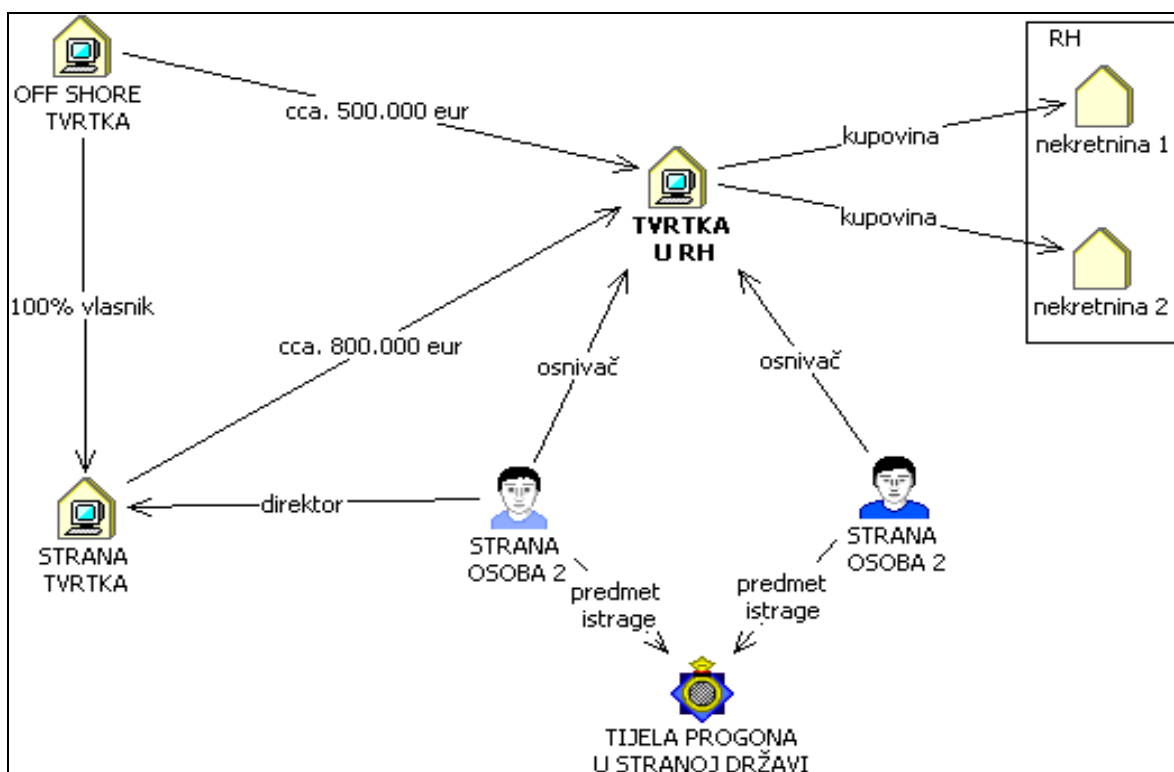 RH
OFF SHORE
TVRTKA
cca. 500.000 eur
kupovina
nekretnina 1
TVRTKA
U RH
kupovina
nekretnina 2
100% vlasnik
cca. 800.000 eur
osnivač
osnivač
direktor
STRANA
TVRTKA
STRANA
OSOBA 2
STRANA
OSOBA 2
predmet
istrage
predmet
istrage
TIJELA PROGONA
U STRANOJ DRŽAVI